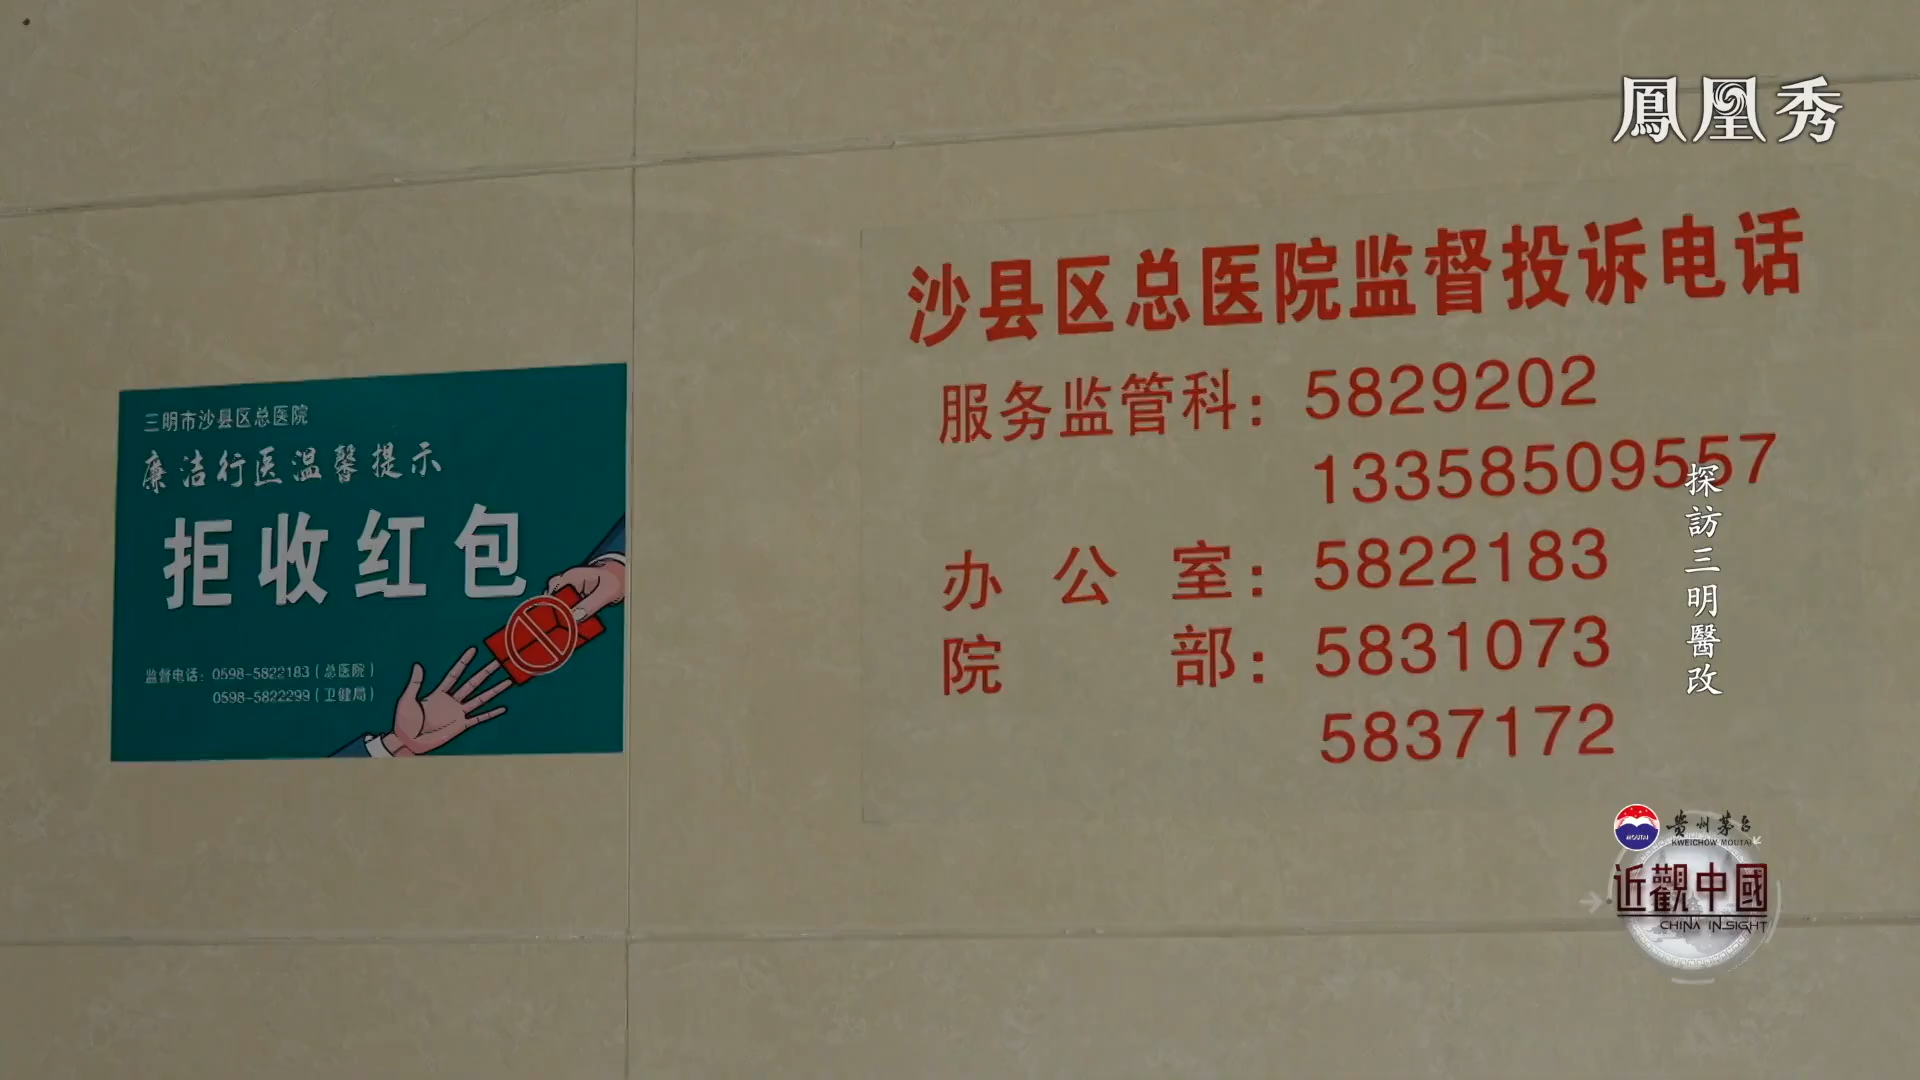 鳳凰秀
三明市沙县区总医院
廉洁行医温馨提示
拒收红包
监督电话：0598-5822183（总医院）
0598-5822299（卫健局）
沙县区总医院监督投诉电话
服务监管科：5829202
13358509557
办公室：5822183
院部：5831073
5837172
探訪三明醫改
MOUTAI
贵州茅台
KWEICHOW MOUTAI
近觀中國
CHINA INSIGHT